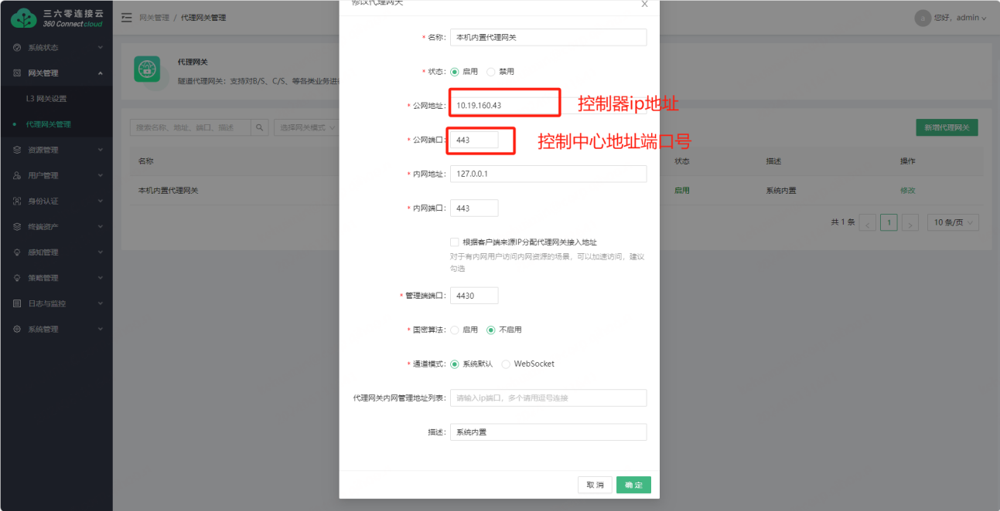 三六零连接云
360 Connect cloud
网关管理 / 代理网关管理
a 您好，admin
系统状态
网关管理
L3 网关设置
代理网关管理
资源管理
用户管理
身份认证
终端资产
感知管理
策略管理
日志与监控
系统管理
代理网关
隧道代理网关：支持对B/S、C/S、等各类业务进
搜索名称、地址、端口、描述
选择网关模式
新增代理网关
名称
状态
描述
操作
本机内置代理网关
启用
系统内置
修改
共 1 条
1
10 条/页
修改代理网关
* 名称： 本机内置代理网关
* 状态： 启用 禁用
* 公网地址： 10.19.160.43
控制器ip地址
* 公网端口： 443
控制中心地址端口号
* 内网地址： 127.0.0.1
* 内网端口： 443
根据客户端来源IP分配代理网关接入地址
对于有内网用户访问内网资源的场景，可以加速访问，建议
勾选
* 管理端端口： 4430
* 国密算法： 启用 不启用
* 通道模式： 系统默认 WebSocket
代理网关内网管理地址列表： 请输入ip端口，多个请用逗号连接
描述： 系统内置
取 消
确 定